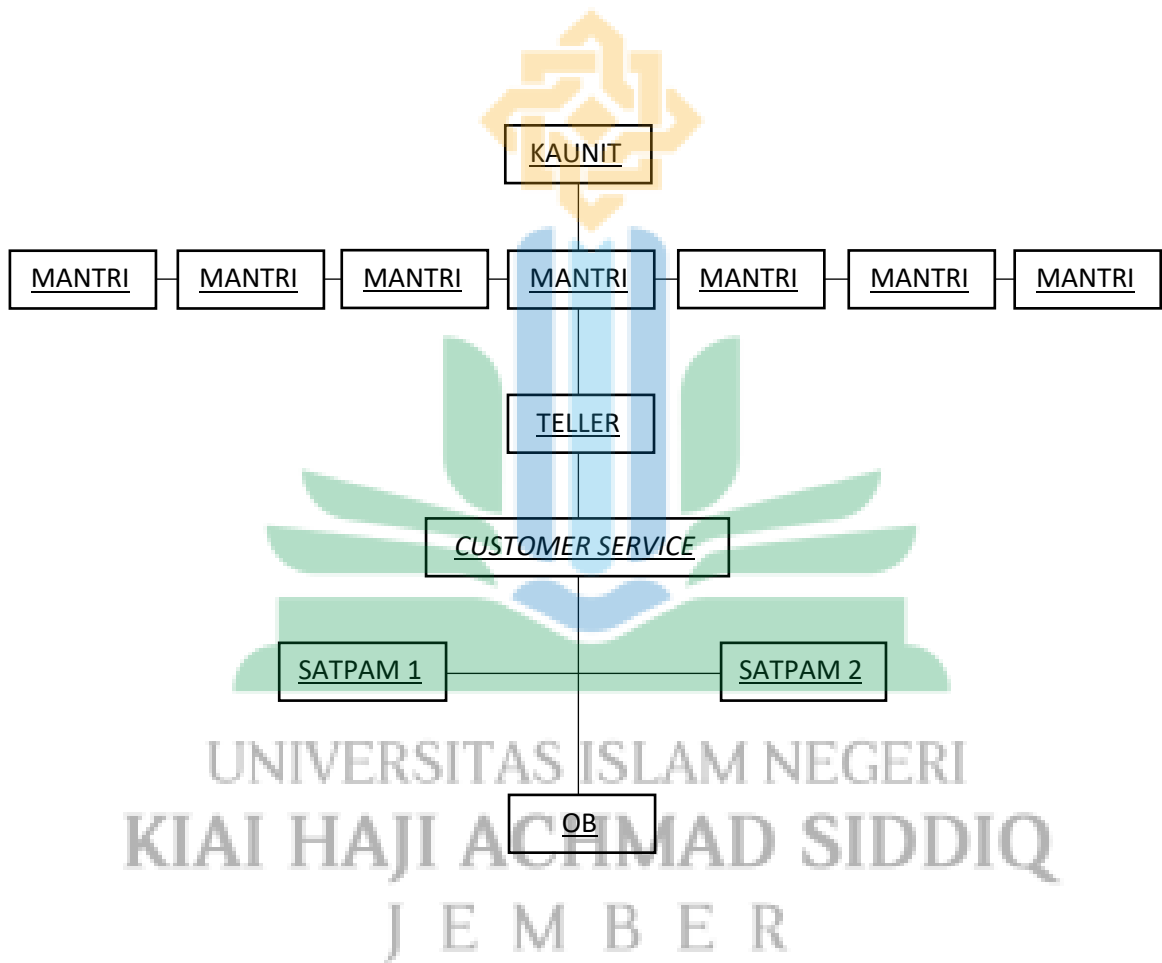 KAUNIT
MANTRI MANTRI MANTRI MANTRI MANTRI MANTRI MANTRI
TELLER
CUSTOMER SERVICE
SATPAM 1 SATPAM 2
UNIVERSITAS ISLAM NEGERI
OB
KIAI HAJI ACHMAD SIDDIQ
JEMBER